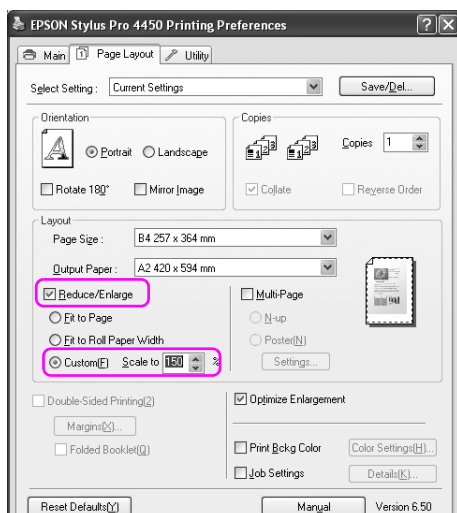 EPSON Stylus Pro 4450 Printing Preferences
Main Page Layout Utility
Select Setting : Current Settings Save/Del...
Orientation Copies
Portrait Landscape Copies 1
Rotate 180° Mirror Image Collate Reverse Order
Layout
Page Size : B4 257 x 364 mm
Output Paper : A2 420 x 594 mm
Reduce/Enlarge Multi-Page
Fit to Page N-up
Fit to Roll Paper Width Poster(N)
Custom(F) Scale to 150 % Settings...
Double-Sided Printing(2) Optimize Enlargement
Margins(X)...
Folded Booklet(Q) Print Bckg Color Color Settings(H)...
Job Settings Details(K)...
Reset Defaults(Y) Manual Version 6.50